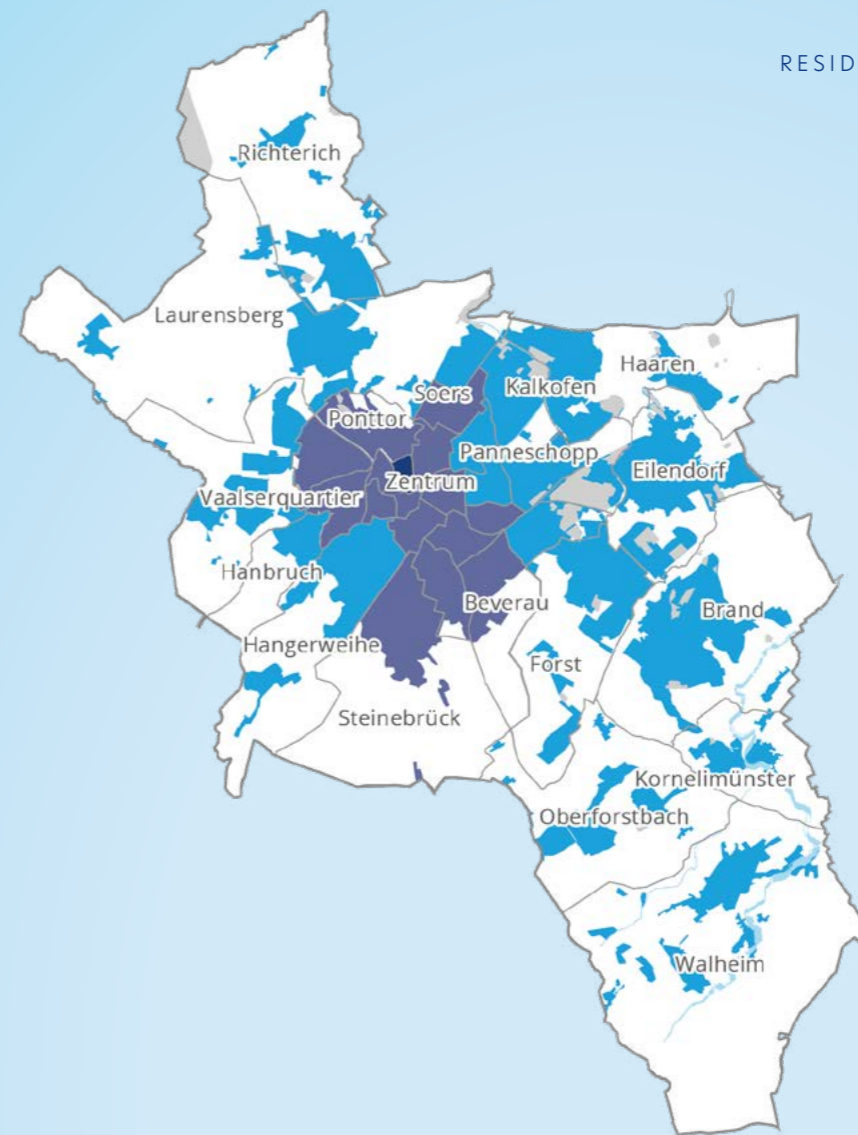 RESID
Richterich
Laurensberg
Haaren
Soers
Kalkofen
Ponttor
Panneschopp
Zentrum
Eilendorf
Vaalserquartier
Hanbruch
Beverau
Brand
Hangerweihe
Forst
Steinebrück
Kornelimünster
Oberforstbach
Walheim